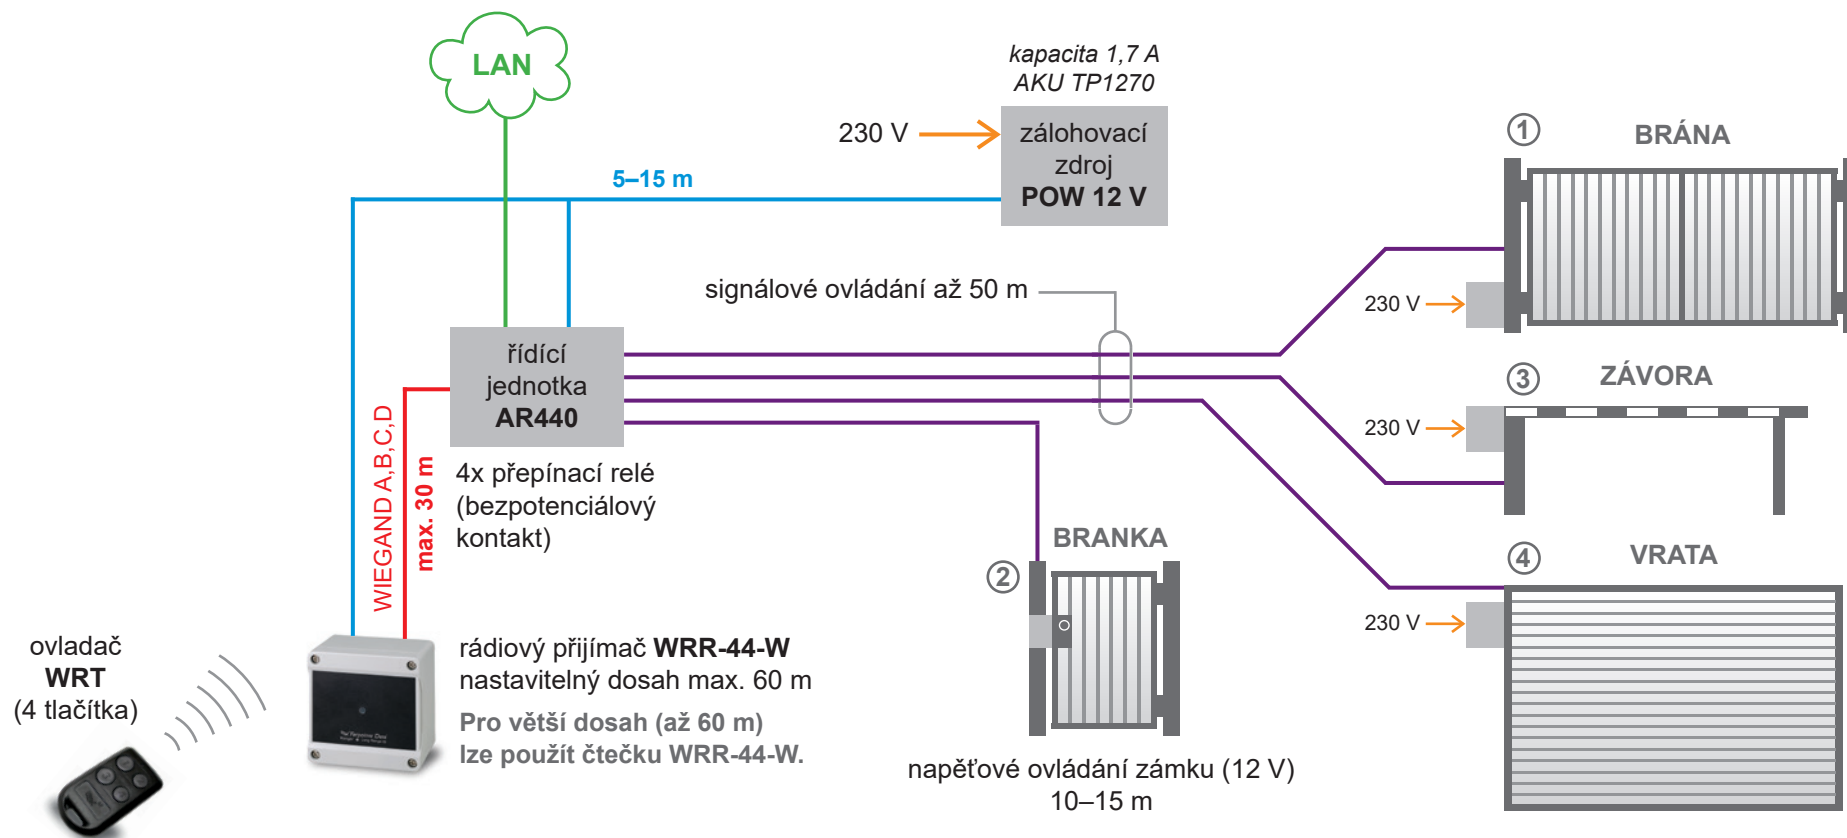 LAN
kapacita 1,7 A
AKU TP1270
230 V
zálohovací
zdroj
POW 12 V
5–15 m
signálové ovládání až 50 m
řídící
jednotka
AR440
4x přepínací relé
(bezpotenciálový
kontakt)
WIEGAND A,B,C,D
max. 30 m
ovladač
WRT
(4 tlačítka)
rádiový přijímač WRR-44-W
nastavitelný dosah max. 60 m
Pro větší dosah (až 60 m)
lze použít čtečku WRR-44-W.
1
BRÁNA
230 V
3
ZÁVORA
230 V
BRANKA
2
napěťové ovládání zámku (12 V)
10–15 m
4
VRATA
230 V